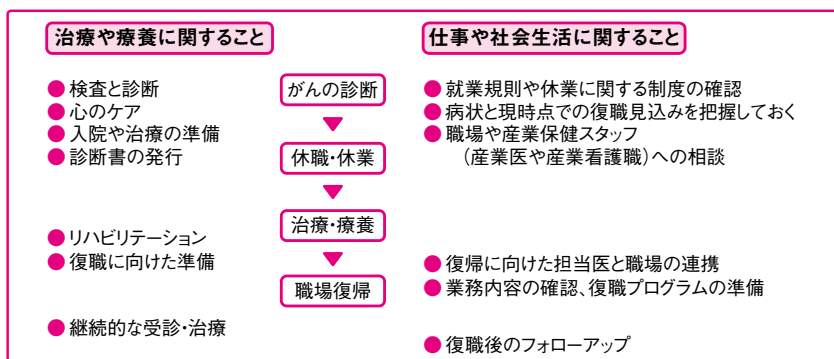 治療や療養に関すること
●検査と診断
●心のケア
●入院や治療の準備
●診断書の発行
●リハビリテーション
●復職に向けた準備
●継続的な受診・治療
がんの診断
休職・休業
治療・療養
職場復帰
仕事や社会生活に関すること
●就業規則や休業に関する制度の確認
●病状と現時点での復職見込みを把握しておく
●職場や産業保健スタッフ
(産業医や産業看護職)への相談
●復帰に向けた担当医と職場の連携
●業務内容の確認、復職プログラムの準備
●復職後のフォローアップ